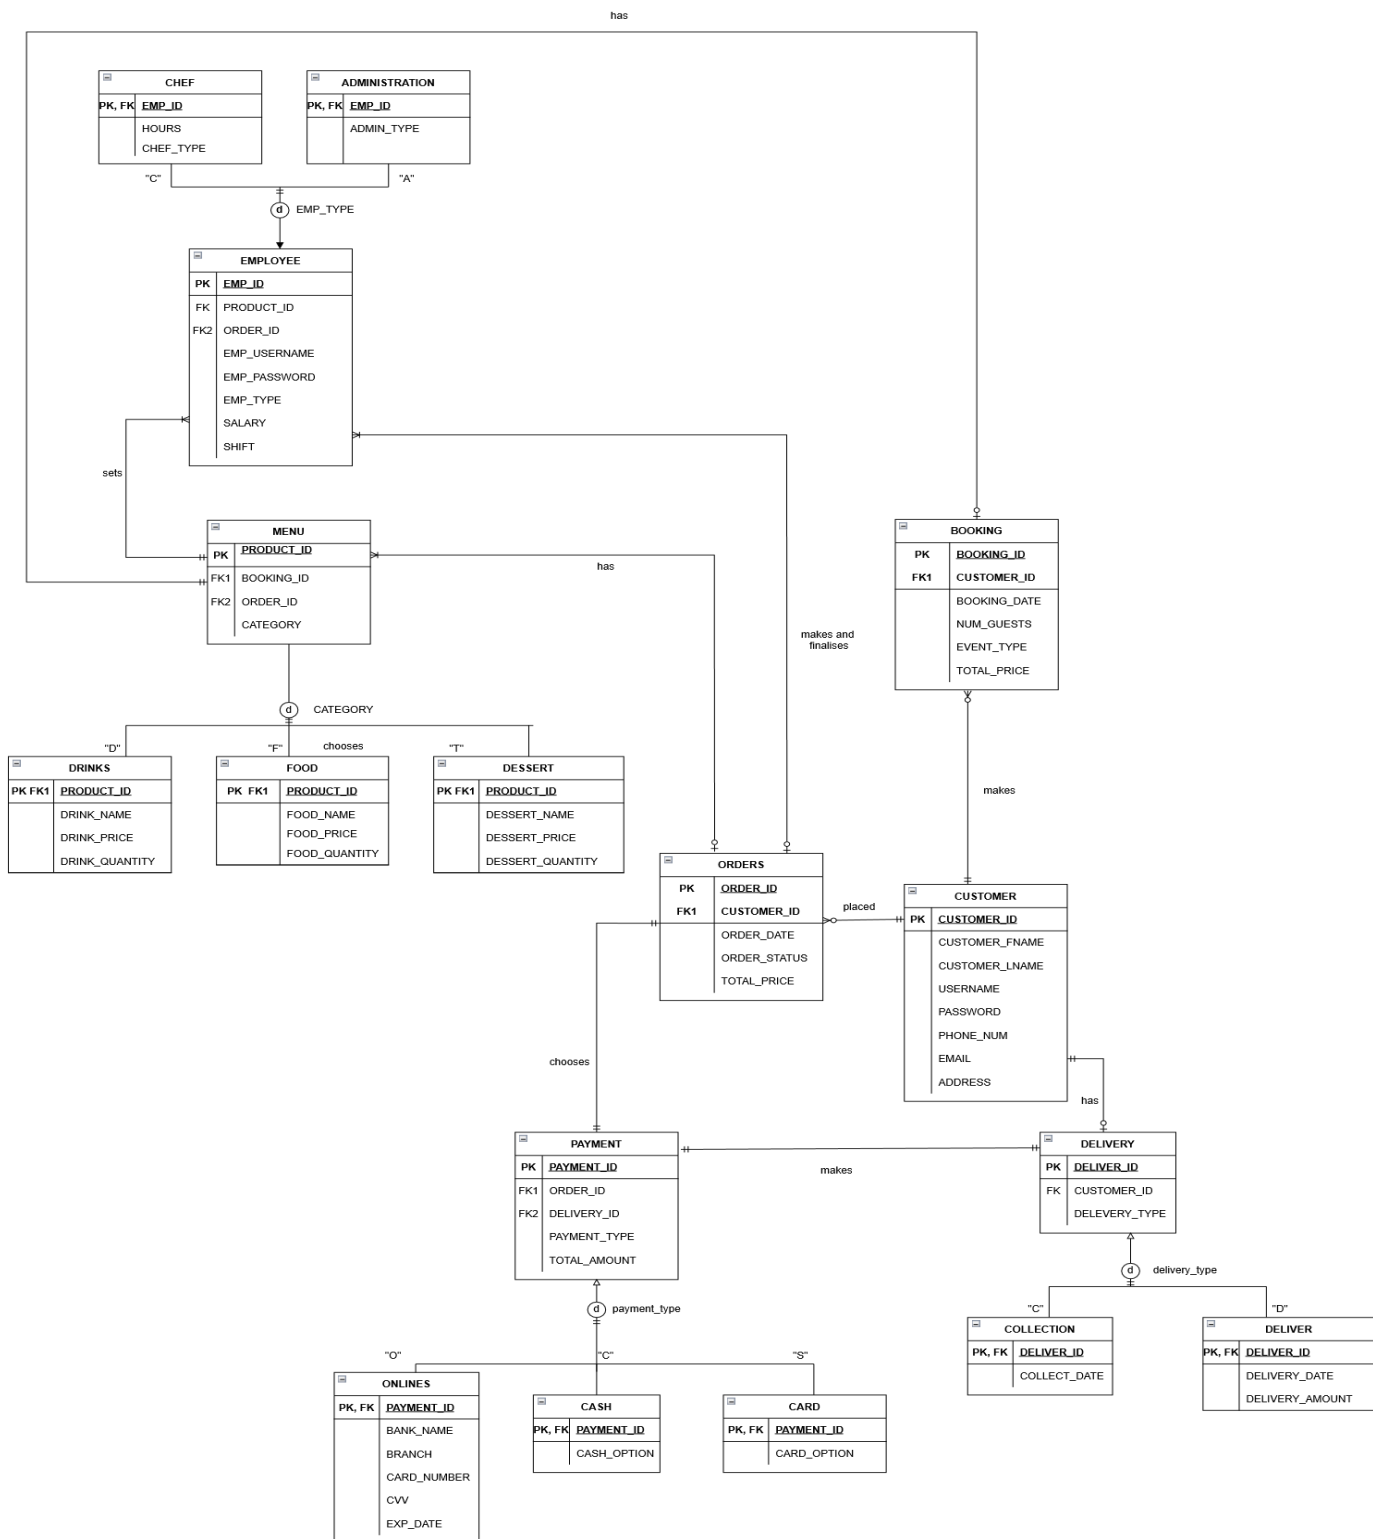 has
CHEF
PK, FK EMP_ID
HOURS
CHEF_TYPE
ADMINISTRATION
PK, FK EMP_ID
ADMIN_TYPE
"C"
"A"
d EMP_TYPE
EMPLOYEE
PK EMP_ID
FK PRODUCT_ID
FK2 ORDER_ID
EMP_USERNAME
EMP_PASSWORD
EMP_TYPE
SALARY
SHIFT
sets
MENU
PK PRODUCT_ID
FK1 BOOKING_ID
FK2 ORDER_ID
CATEGORY
has
makes and
finalises
BOOKING
PK BOOKING_ID
FK1 CUSTOMER_ID
BOOKING_DATE
NUM_GUESTS
EVENT_TYPE
TOTAL_PRICE
d CATEGORY
"D"
"F"
chooses
"T"
DRINKS
PK FK1 PRODUCT_ID
DRINK_NAME
DRINK_PRICE
DRINK_QUANTITY
FOOD
PK FK1 PRODUCT_ID
FOOD_NAME
FOOD_PRICE
FOOD_QUANTITY
DESSERT
PK FK1 PRODUCT_ID
DESSERT_NAME
DESSERT_PRICE
DESSERT_QUANTITY
makes
ORDERS
PK ORDER_ID
FK1 CUSTOMER_ID
ORDER_DATE
ORDER_STATUS
TOTAL_PRICE
placed
CUSTOMER
PK CUSTOMER_ID
CUSTOMER_FNAME
CUSTOMER_LNAME
USERNAME
PASSWORD
PHONE_NUM
EMAIL
ADDRESS
chooses
has
PAYMENT
PK PAYMENT_ID
FK1 ORDER_ID
FK2 DELIVERY_ID
PAYMENT_TYPE
TOTAL_AMOUNT
makes
DELIVERY
PK DELIVER_ID
FK CUSTOMER_ID
DELEVERY_TYPE
d delivery_type
"C"
"D"
COLLECTION
PK, FK DELIVER_ID
COLLECT_DATE
DELIVER
PK, FK DELIVER_ID
DELIVERY_DATE
DELIVERY_AMOUNT
d payment_type
"O"
"C"
"S"
ONLINES
PK, FK PAYMENT_ID
BANK_NAME
BRANCH
CARD_NUMBER
CVV
EXP_DATE
CASH
PK, FK PAYMENT_ID
CASH_OPTION
CARD
PK, FK PAYMENT_ID
CARD_OPTION